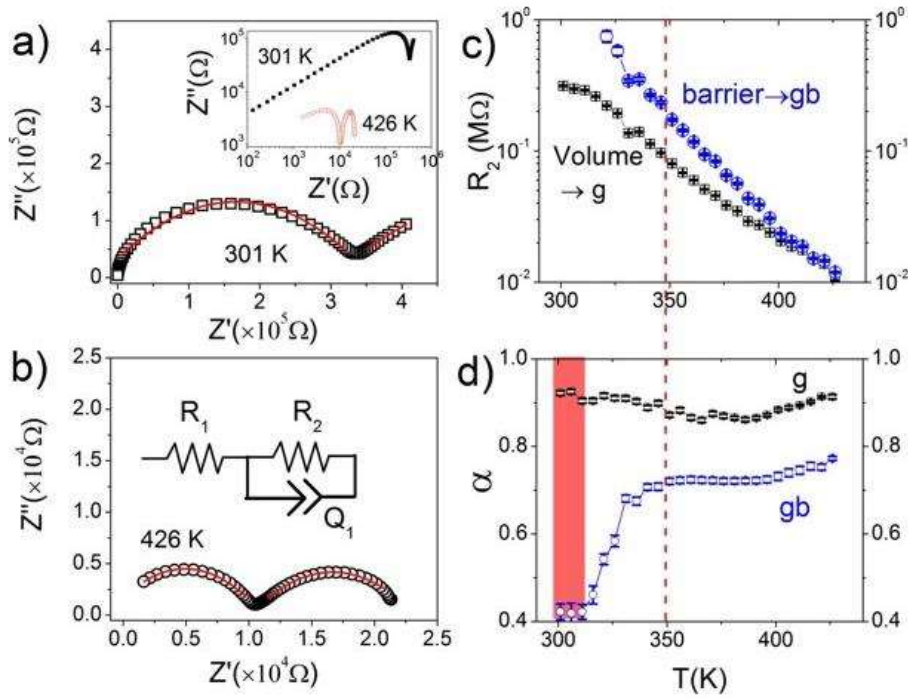 a)
Z''(×10⁵Ω)
4
3
2
1
0
0 1 2 3 4
Z'(×10⁵Ω)
301 K
Z''(Ω)
10⁵
10⁴
10³
10² 10³ 10⁴ 10⁵ 10⁶
Z'(Ω)
301 K
426 K
b)
Z''(×10⁴Ω)
2.5
2.0
1.5
1.0
0.5
0.0
0.0 0.5 1.0 1.5 2.0 2.5
Z'(×10⁴Ω)
R₁
R₂
Q₁
426 K
c)
R₂ (MΩ)
10⁰
10⁻¹
10⁻²
10⁰
10⁻¹
10⁻²
barrier→gb
Volume
→ g
300 350 400
d)
α
1.0
0.8
0.6
0.4
1.0
0.8
0.6
0.4
g
gb
300 350 400
T(K)